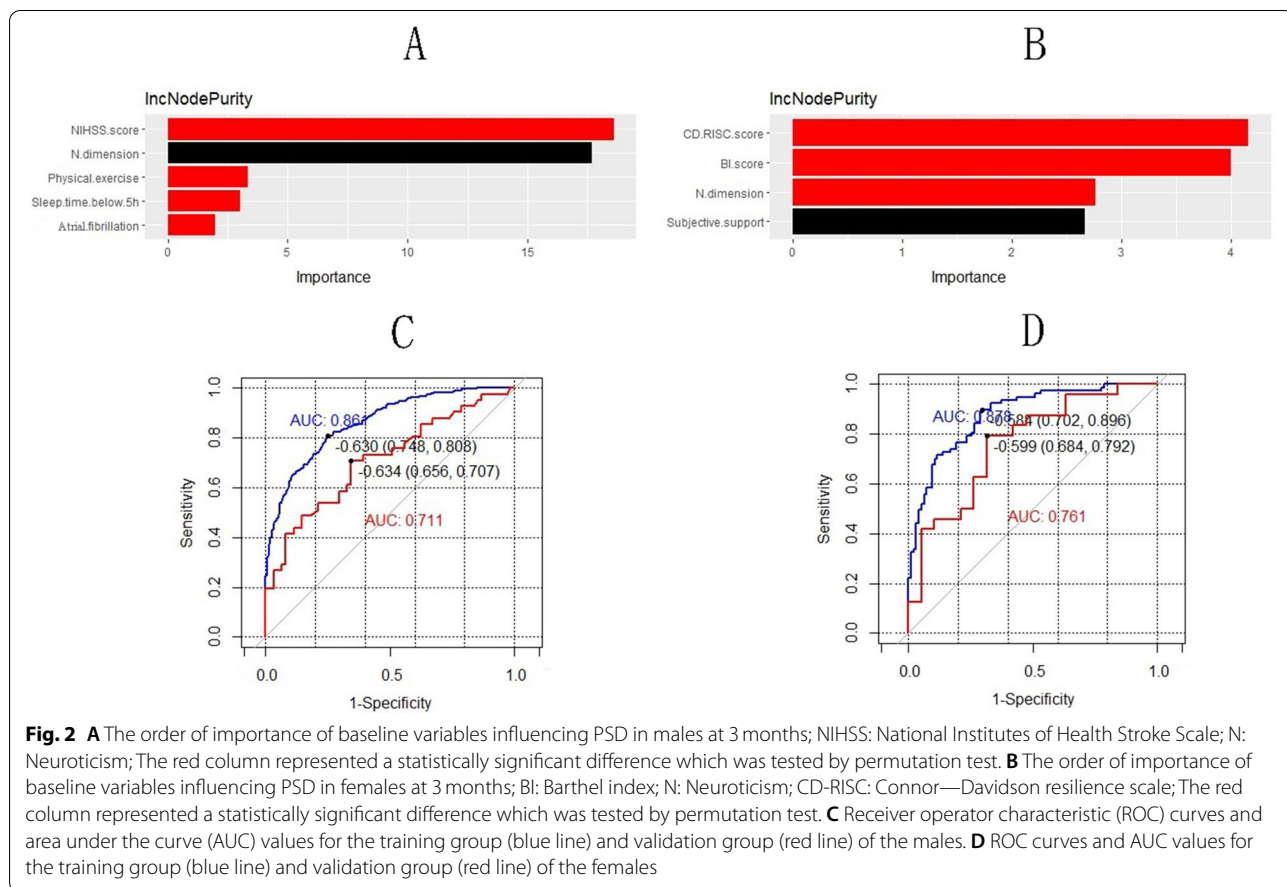 A
B
IncNodePurity
NIHSS.score
N.dimension
Physical.exercise
Sleep.time.below.5h
Atrial.fibrillation
0 5 10 15
Importance
IncNodePurity
CD.RISC.score
BI.score
N.dimension
Subjective.support
0 1 2 3 4
Importance
C
D
Sensitivity
1.0
0.8
0.6
0.4
0.2
0.0
AUC: 0.861
-0.630 (0.748, 0.808)
-0.634 (0.656, 0.707)
AUC: 0.711
0.0 0.5 1.0
1-Specificity
Sensitivity
1.0
0.8
0.6
0.4
0.2
0.0
AUC: 0.878
-0.584 (0.702, 0.896)
-0.599 (0.684, 0.792)
AUC: 0.761
0.0 0.5 1.0
1-Specificity
Fig. 2 A The order of importance of baseline variables influencing PSD in males at 3 months; NIHSS: National Institutes of Health Stroke Scale; N:
Neuroticism; The red column represented a statistically significant difference which was tested by permutation test. B The order of importance of
baseline variables influencing PSD in females at 3 months; BI: Barthel index; N: Neuroticism; CD-RISC: Connor—Davidson resilience scale; The red
column represented a statistically significant difference which was tested by permutation test. C Receiver operator characteristic (ROC) curves and
area under the curve (AUC) values for the training group (blue line) and validation group (red line) of the males. D ROC curves and AUC values for
the training group (blue line) and validation group (red line) of the females